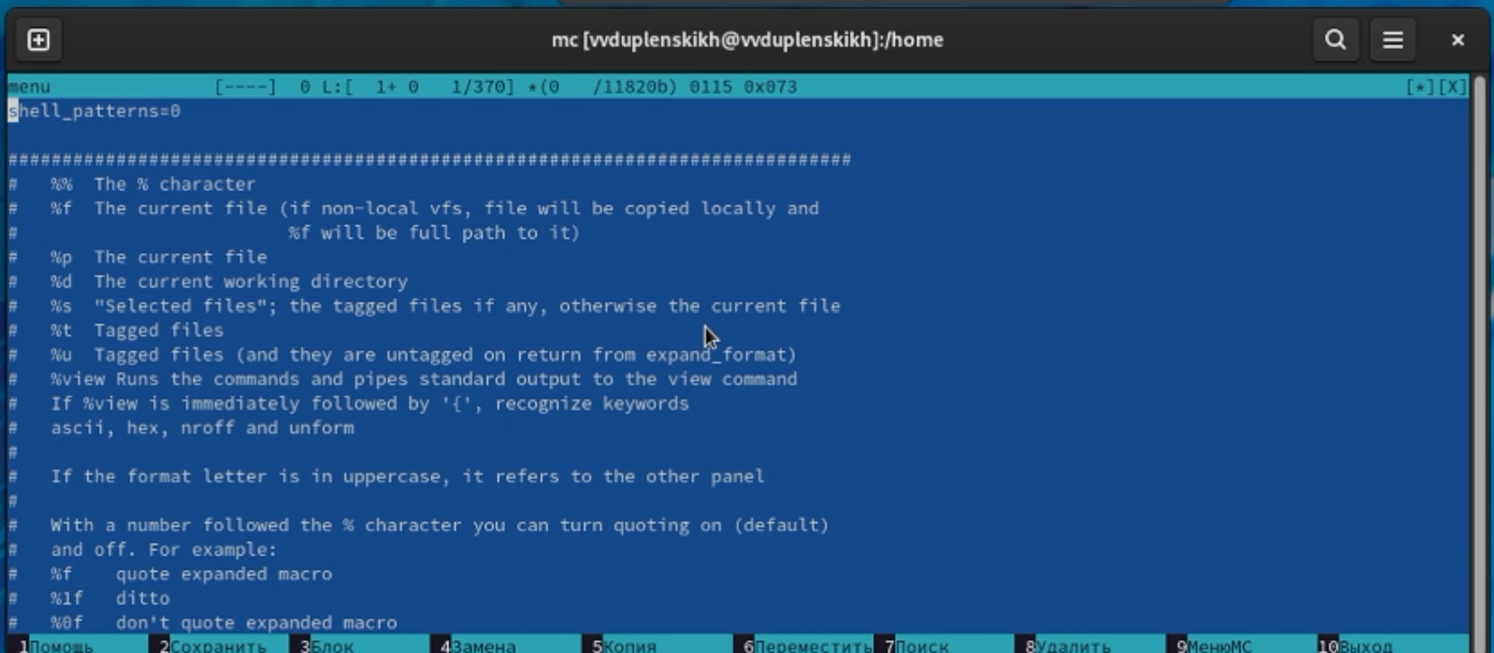 mc [vvduplenskikh@vvduplenskikh]:/home
menu [----] 0 L:[ 1+ 0 1/370] *(0 /11820b) 0115 0x073 [*][X]
shell_patterns=0
##############################################################################
# %% The % character
# %f The current file (if non-local vfs, file will be copied locally and
# %f will be full path to it)
# %p The current file
# %d The current working directory
# %s "Selected files"; the tagged files if any, otherwise the current file
# %t Tagged files
# %u Tagged files (and they are untagged on return from expand_format)
# %view Runs the commands and pipes standard output to the view command
# If %view is immediately followed by '{', recognize keywords
# ascii, hex, nroff and unform
#
# If the format letter is in uppercase, it refers to the other panel
#
# With a number followed the % character you can turn quoting on (default)
# and off. For example:
# %f quote expanded macro
# %1f ditto
# %0f don't quote expanded macro
1Помощь 2Сохранить 3Блок 4Замена 5Копия 6Переместить 7Поиск 8Удалить 9МенюМС 10Выход